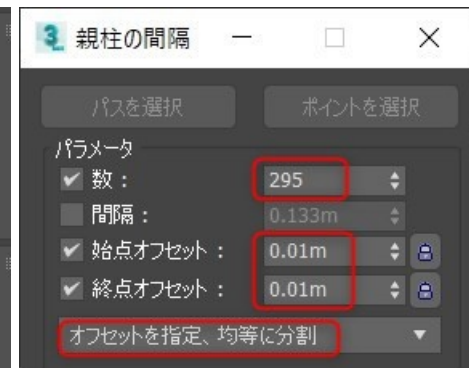 親柱の間隔
パスを選択 ポイントを選択
パラメータ
数： 295
間隔： 0.133m
始点オフセット： 0.01m
終点オフセット： 0.01m
オフセットを指定、均等に分割